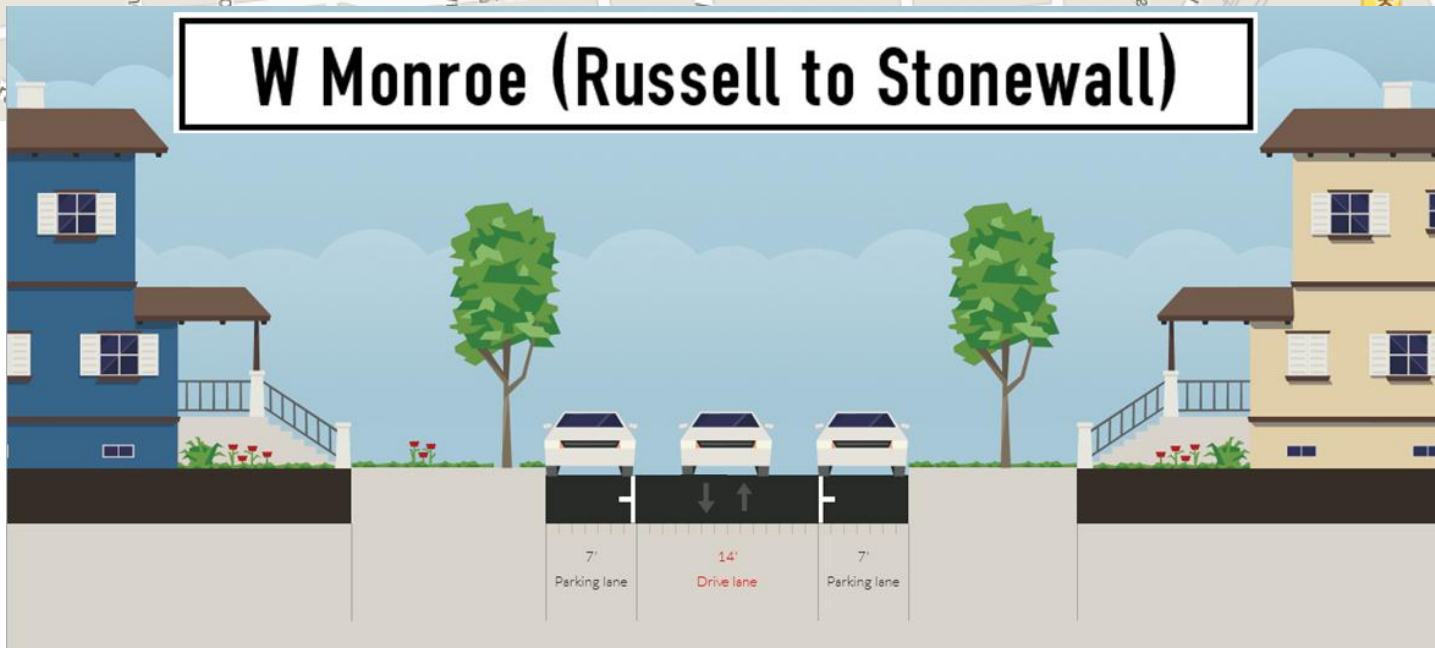 W Monroe (Russell to Stonewall)
7' 14' 7'
Parking lane Drive lane Parking lane